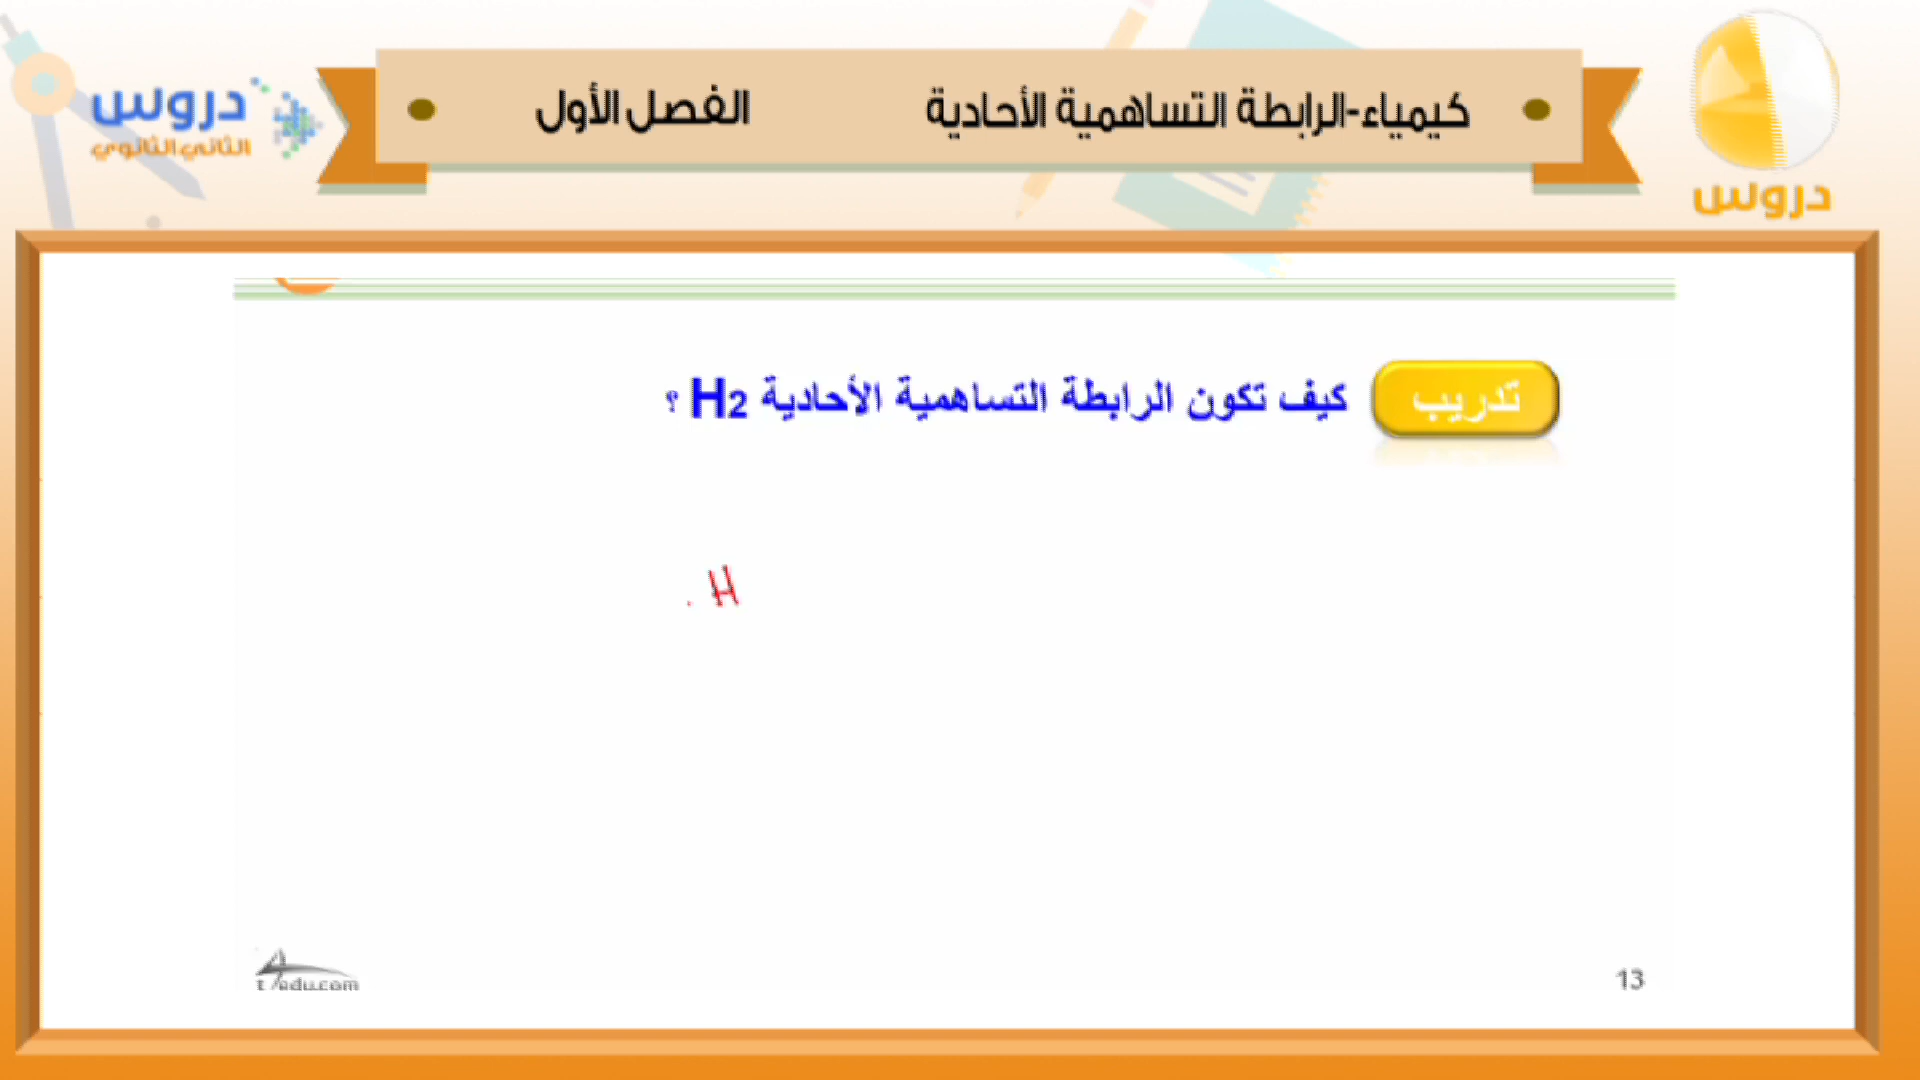 كيمياء-الرابطة التساهمية الأحادية
الفصل الأول
دروس
دروس
الثاني الثانوي
تدريب
كيف تكون الرابطة التساهمية الأحادية H2 ؟
. H
t4edu.com
13